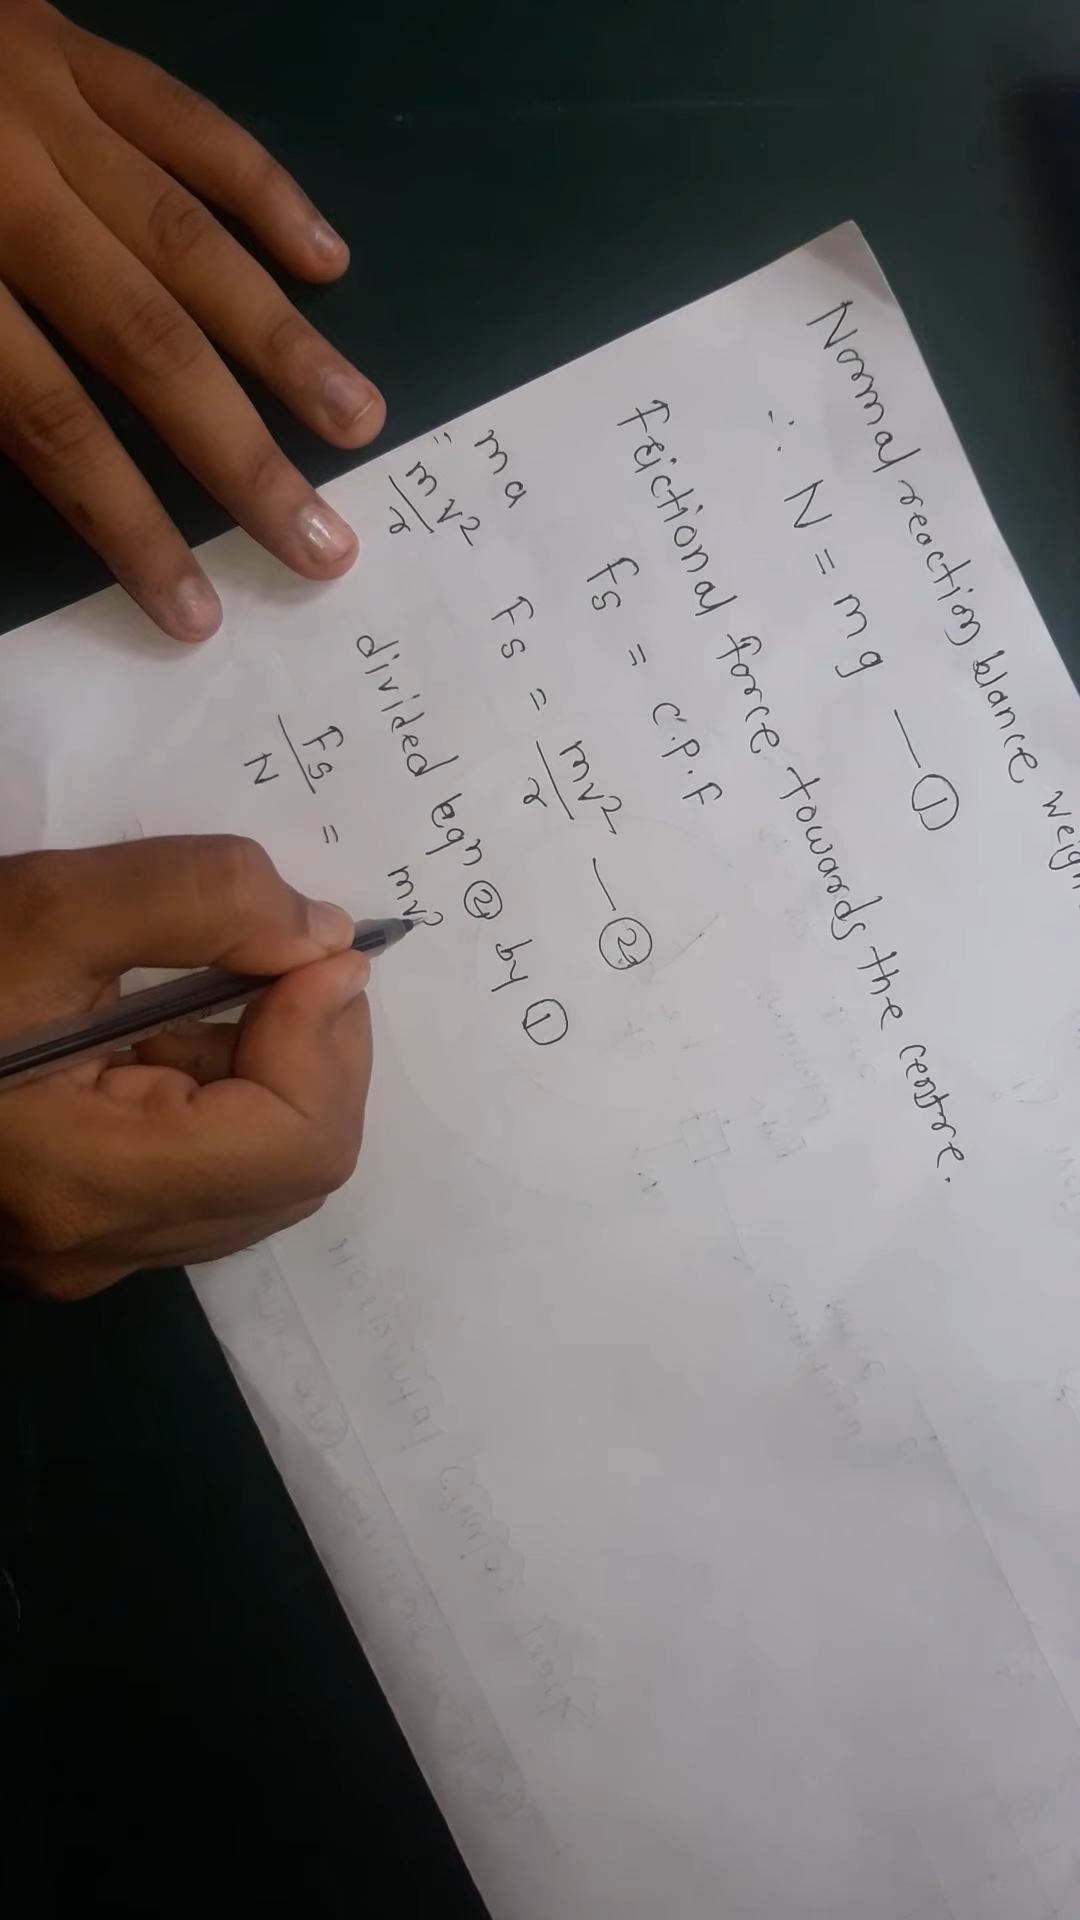 Normal reaction blance weigh
∴ N = mg — ①
Frictional force towards the centre.
Fs = C.P.F
ma
= mv²/r
Fs = mv²/r — ②
divided eqn ② by ①
Fs/N = mv²